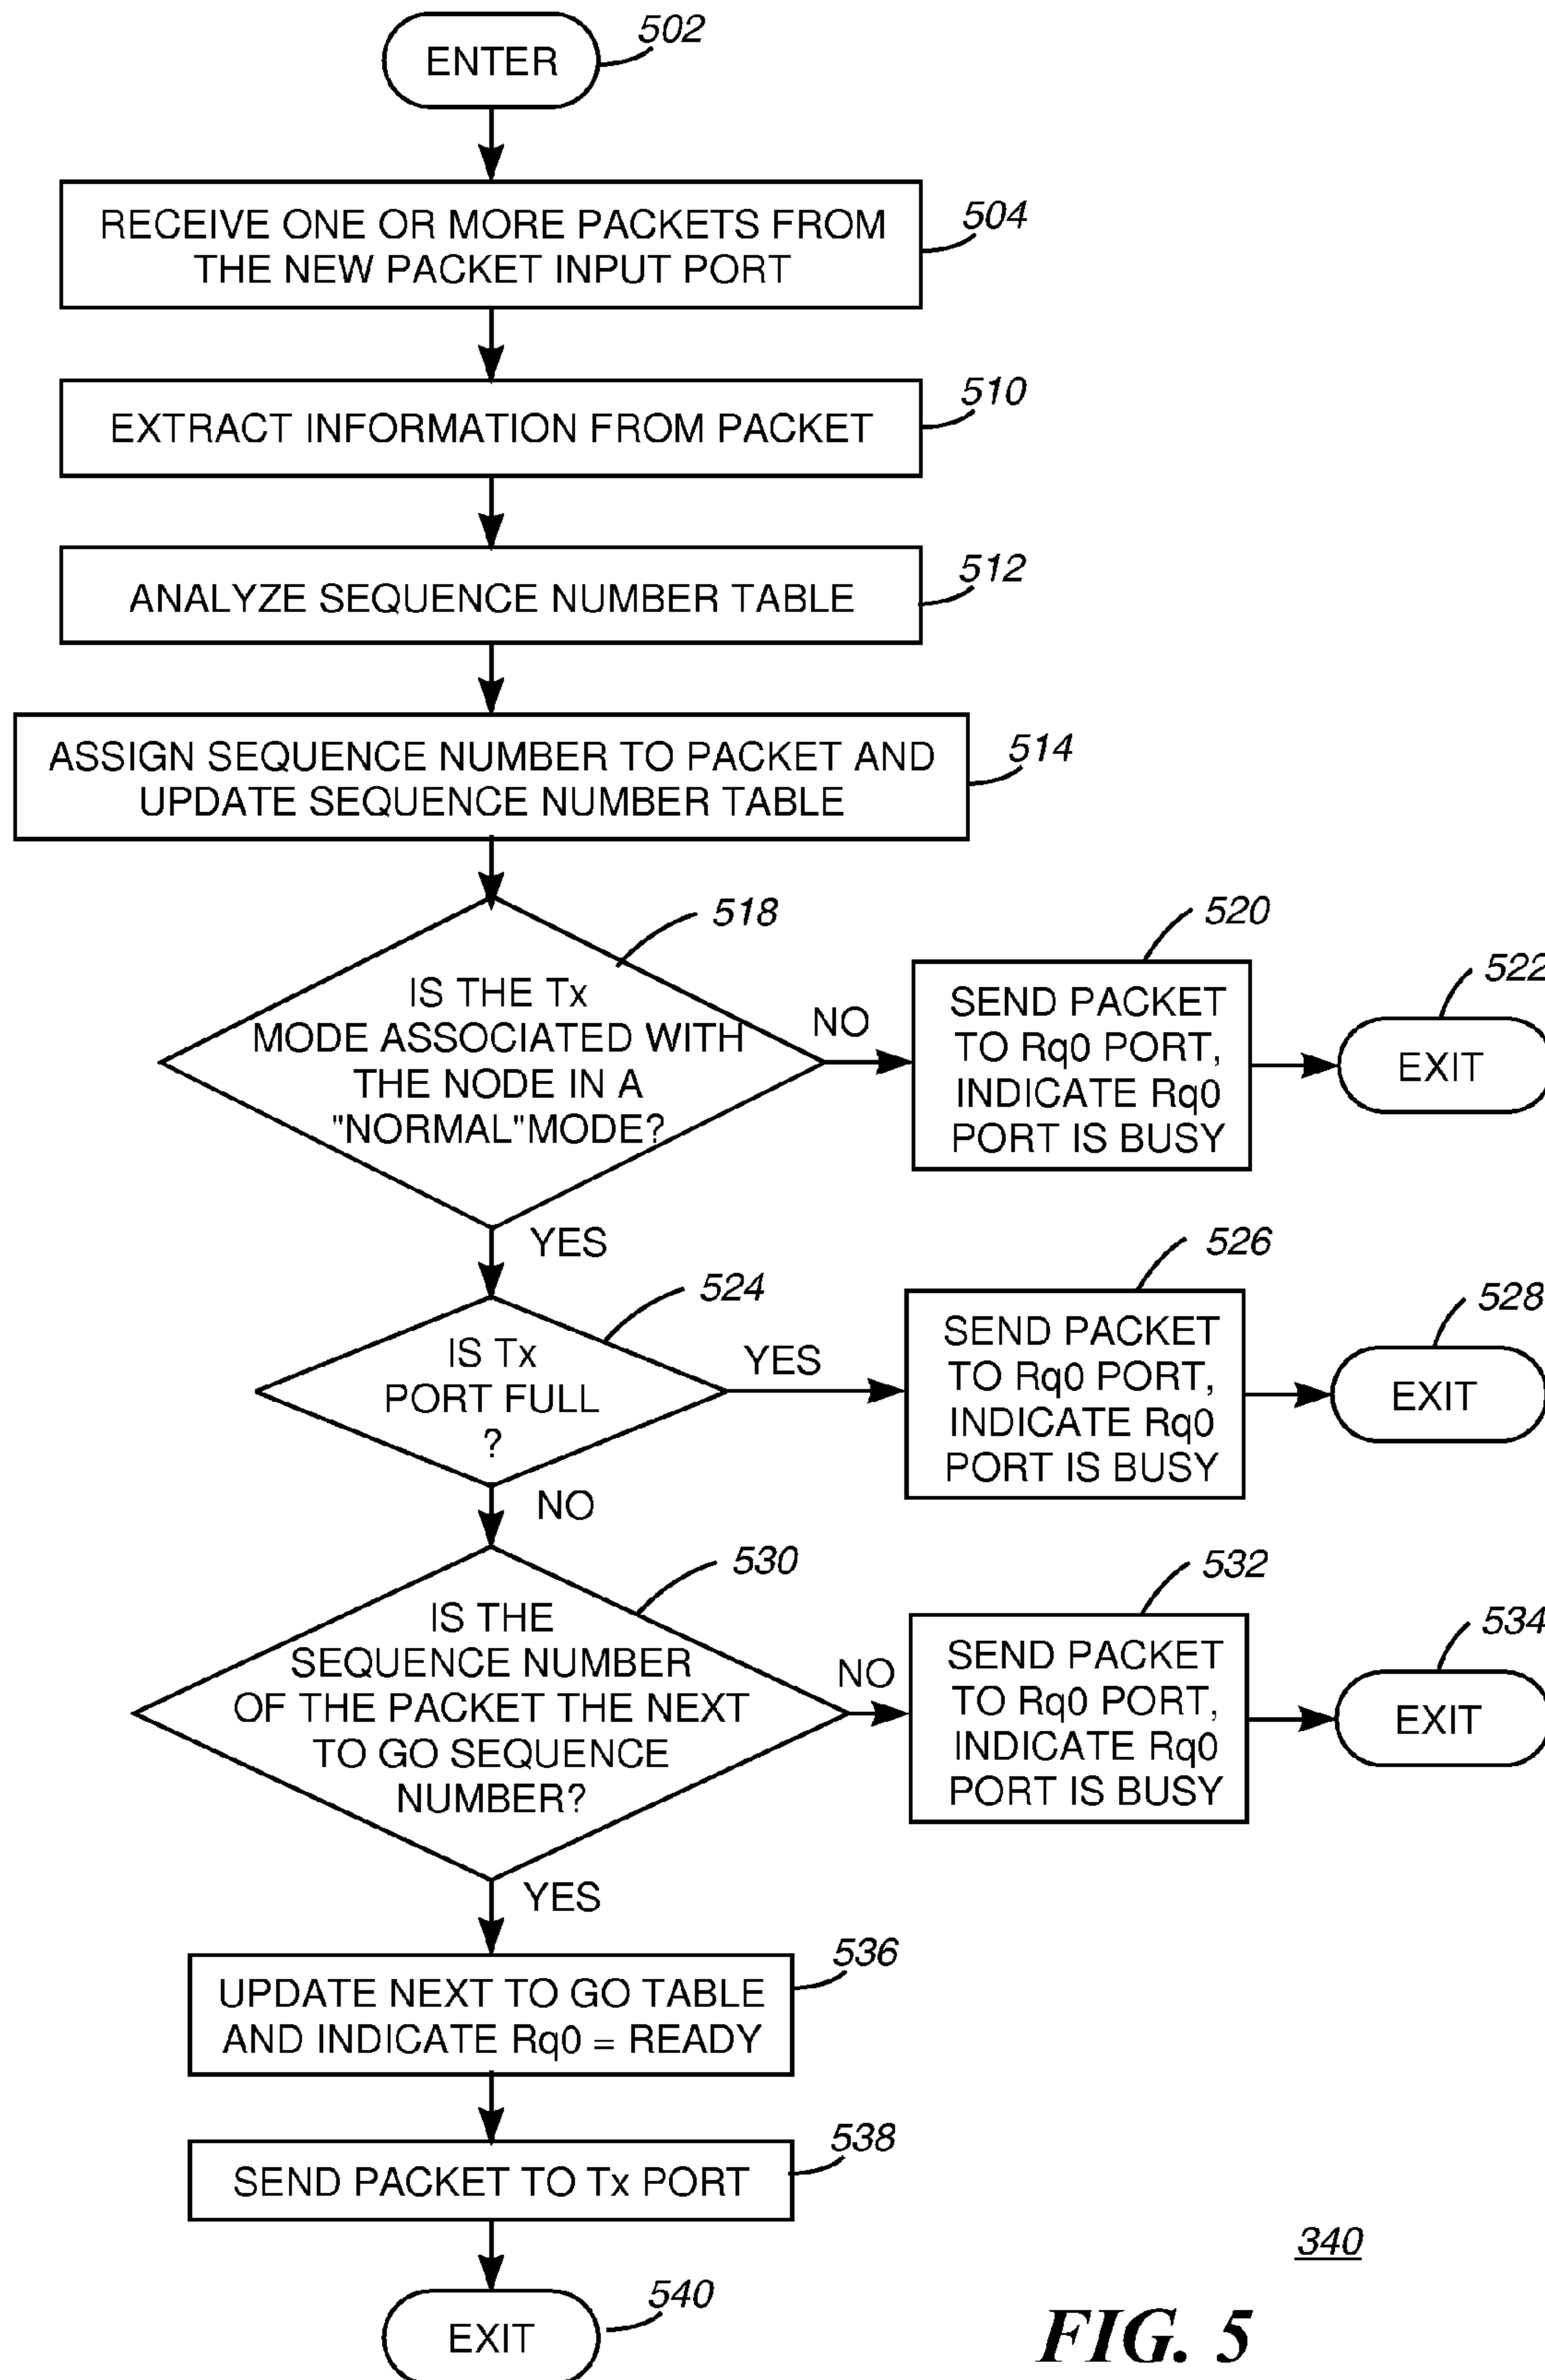 ENTER
502
RECEIVE ONE OR MORE PACKETS FROM
THE NEW PACKET INPUT PORT
504
EXTRACT INFORMATION FROM PACKET
510
ANALYZE SEQUENCE NUMBER TABLE
512
ASSIGN SEQUENCE NUMBER TO PACKET AND
UPDATE SEQUENCE NUMBER TABLE
514
IS THE Tx
MODE ASSOCIATED WITH
THE NODE IN A
"NORMAL"MODE?
518
NO
SEND PACKET
TO Rq0 PORT,
INDICATE Rq0
PORT IS BUSY
520
EXIT
522
YES
IS Tx
PORT FULL
?
524
YES
SEND PACKET
TO Rq0 PORT,
INDICATE Rq0
PORT IS BUSY
526
EXIT
528
NO
IS THE
SEQUENCE NUMBER
OF THE PACKET THE NEXT
TO GO SEQUENCE
NUMBER?
530
NO
SEND PACKET
TO Rq0 PORT,
INDICATE Rq0
PORT IS BUSY
532
EXIT
534
YES
UPDATE NEXT TO GO TABLE
AND INDICATE Rq0 = READY
536
SEND PACKET TO Tx PORT
538
EXIT
540
340
FIG. 5